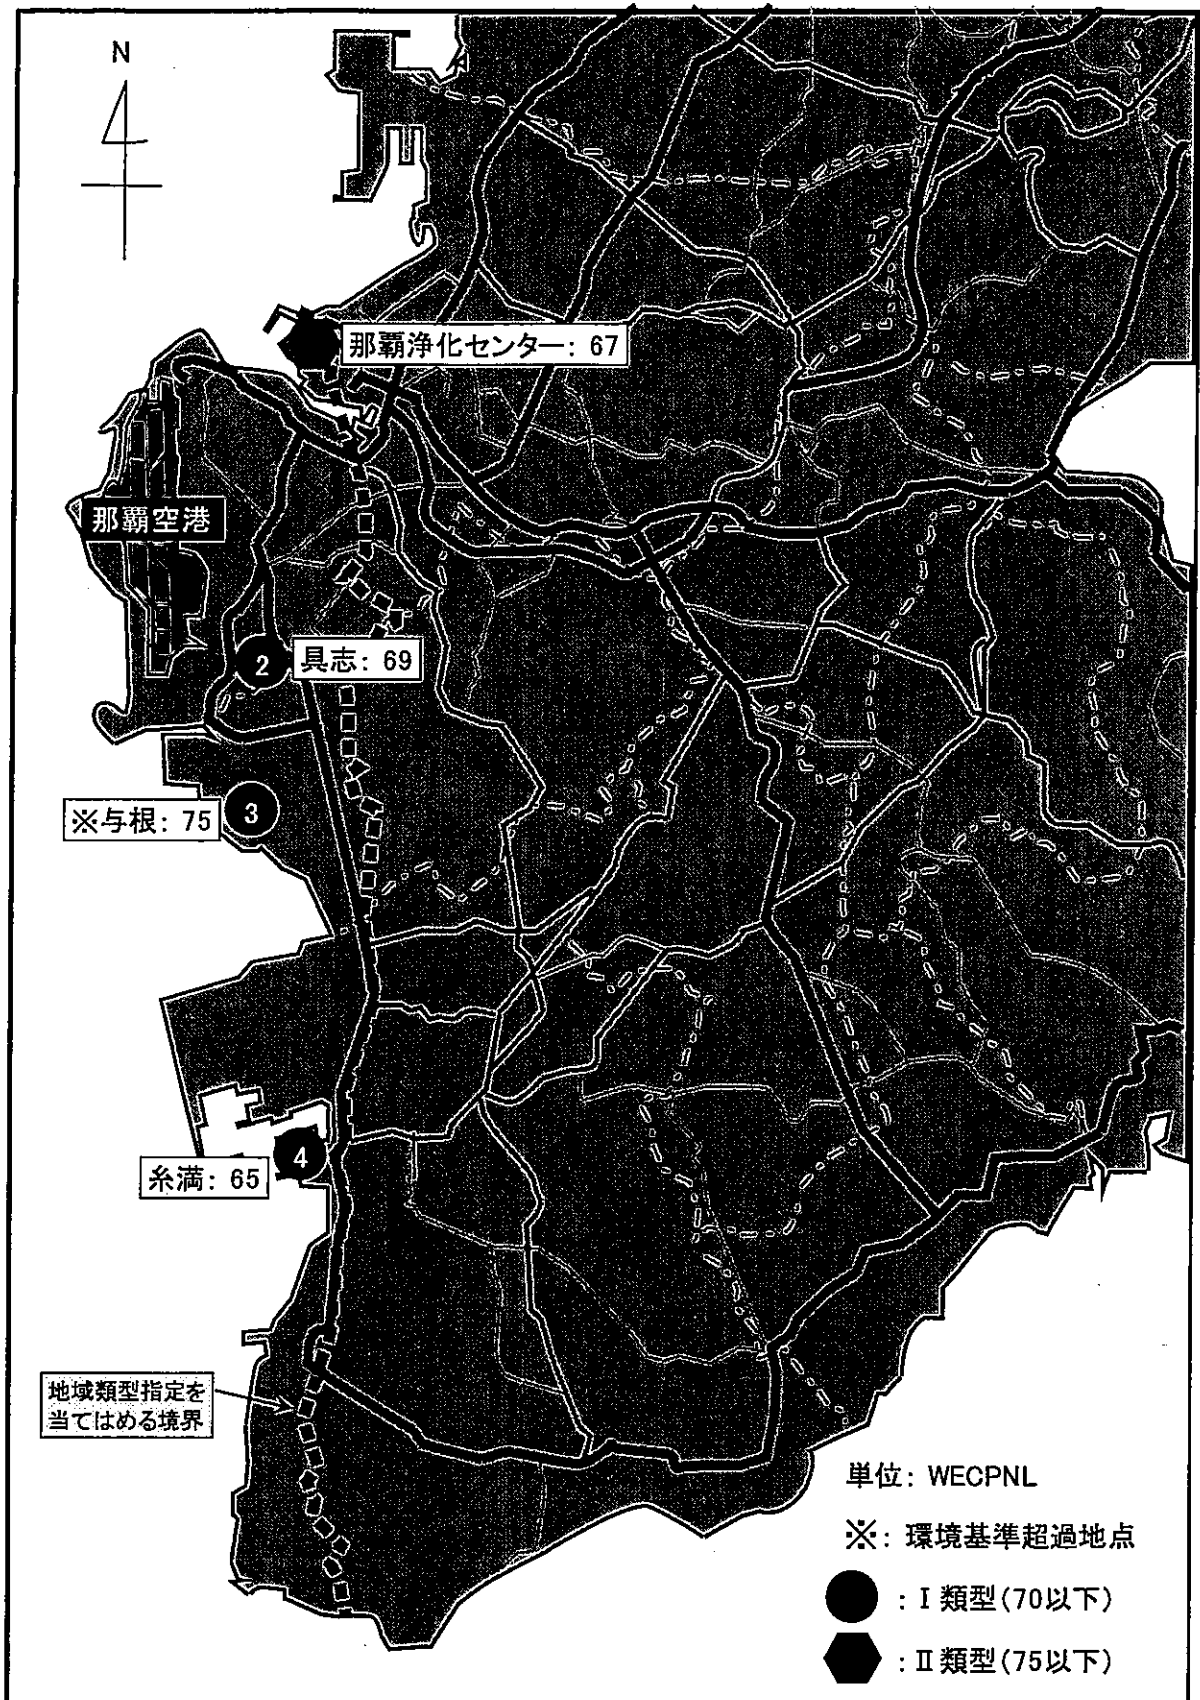 N
那覇浄化センター: 67
那覇空港
2
具志: 69
3
※与根: 75
4
糸満: 65
地域類型指定を
当てはめる境界
単位: WECPNL
※: 環境基準超過地点
: I 類型(70以下)
: Ⅱ 類型(75以下)